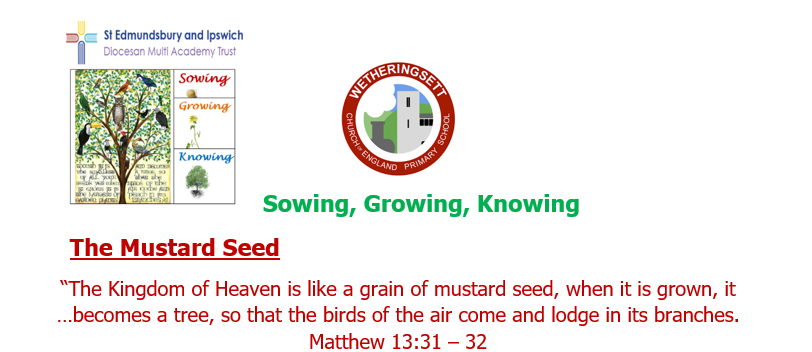 St Edmundsbury and Ipswich
Diocesan Multi Academy Trust
Sowing
Growing
Knowing
WETHERINGSETT
CHURCH OF ENGLAND PRIMARY SCHOOL
Sowing, Growing, Knowing
The Mustard Seed
“The Kingdom of Heaven is like a grain of mustard seed, when it is grown, it
…becomes a tree, so that the birds of the air come and lodge in its branches.
Matthew 13:31 – 32